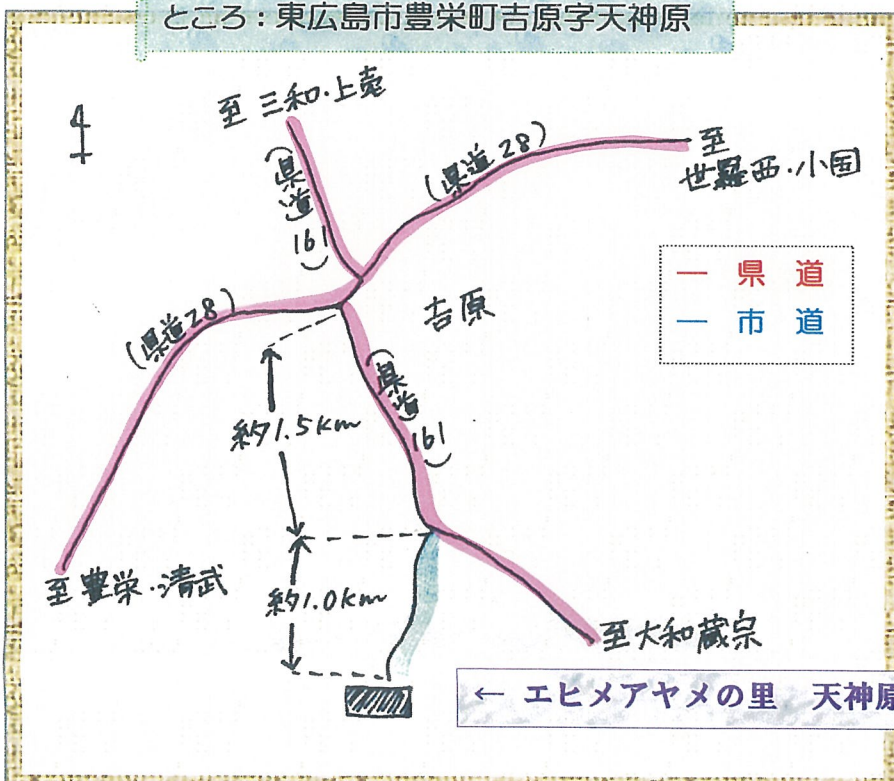 ところ：東広島市豊栄町吉原字天神原
至 三和・上壱
(県道28)
至
世羅西・小国
(県道161)
県道
市道
吉原
(県道28)
(県道161)
約1.5km
至豊栄・清武
約1.0km
至大和蔵宗
← エヒメアヤメの里 天神原